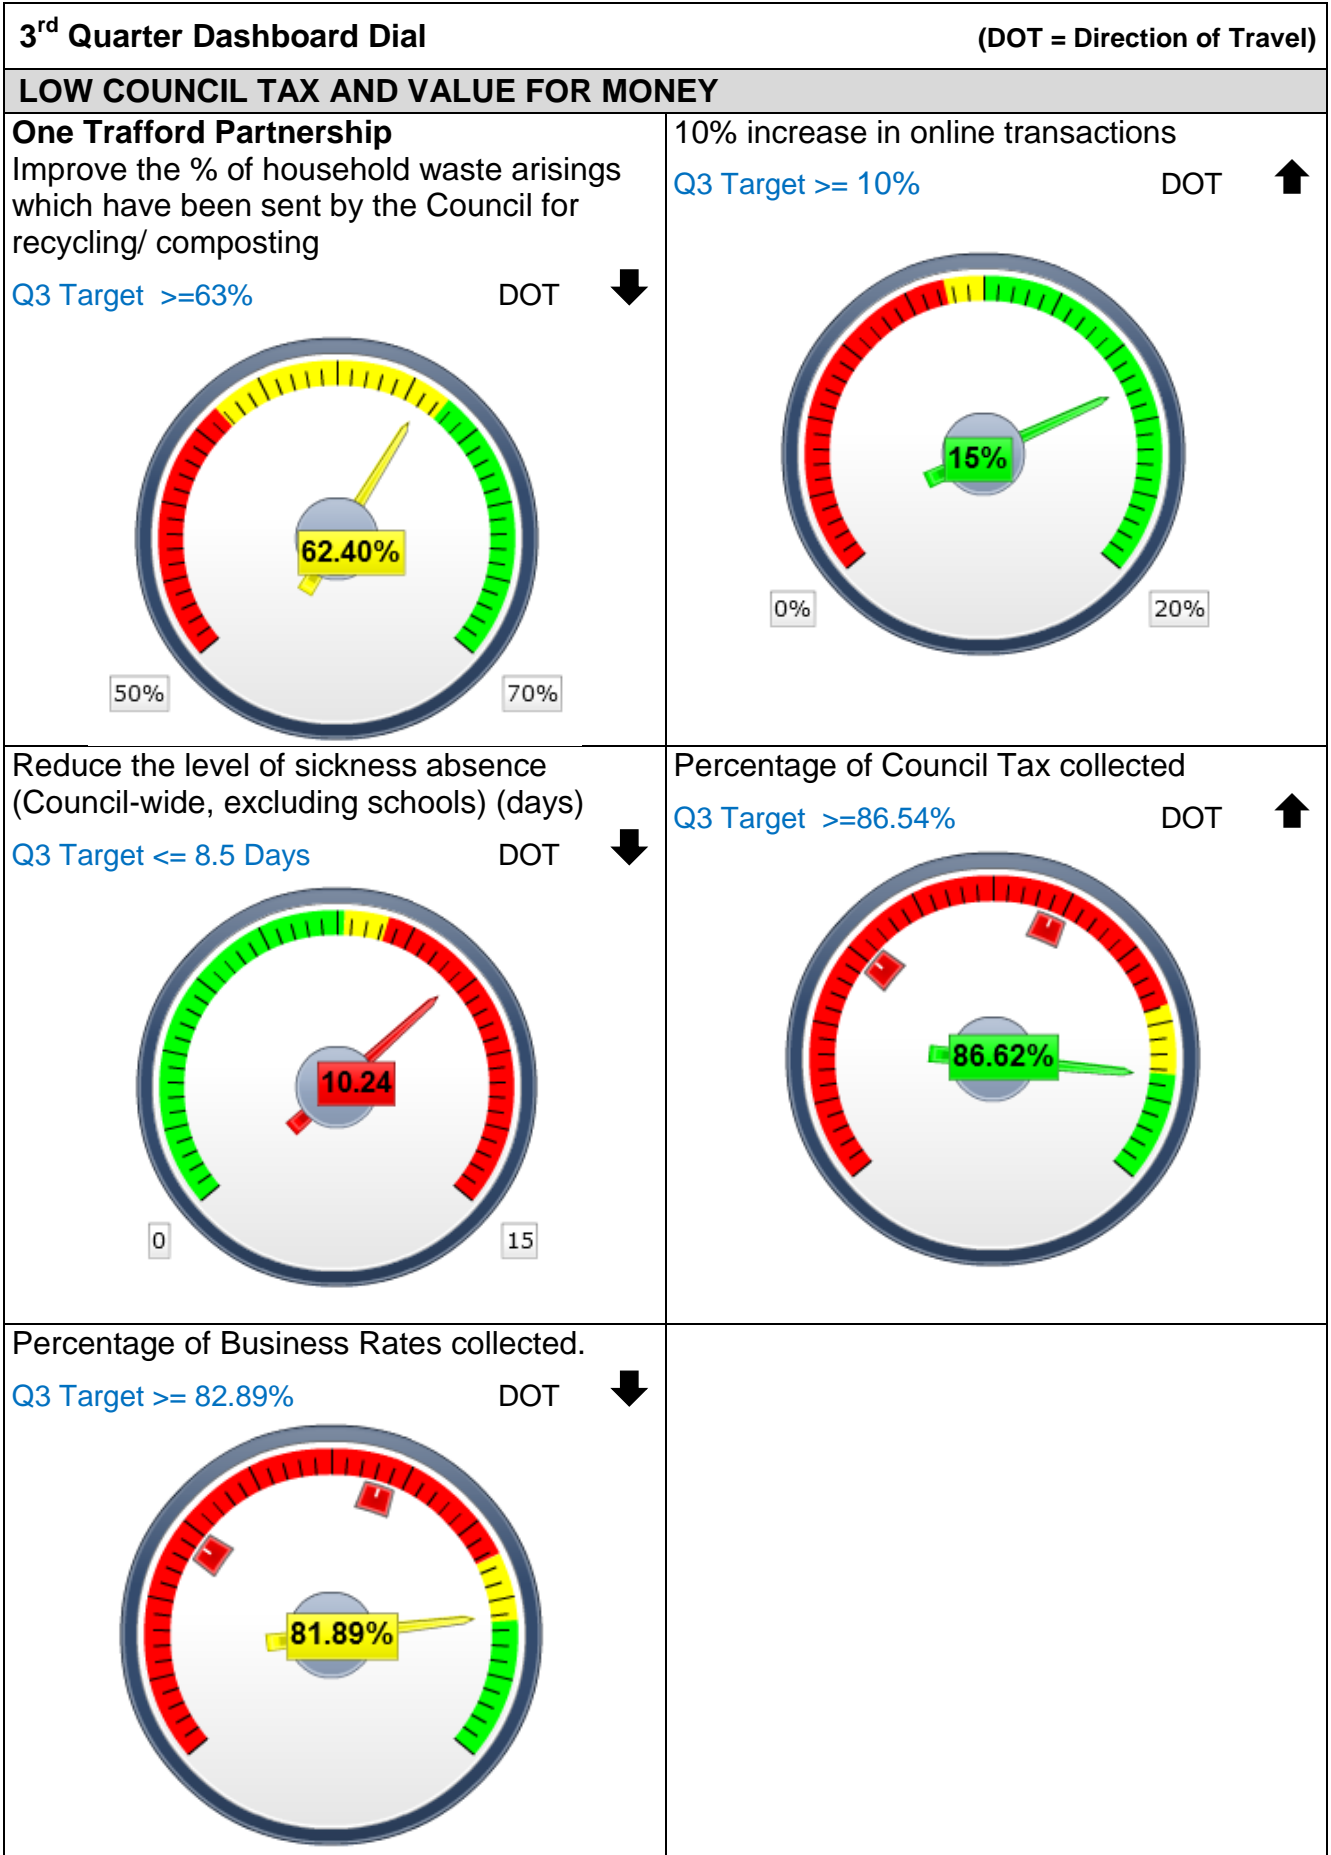 3rd Quarter Dashboard Dial
(DOT = Direction of Travel)
LOW COUNCIL TAX AND VALUE FOR MONEY
One Trafford Partnership
Improve the % of household waste arisings
which have been sent by the Council for
recycling/ composting
Q3 Target >=63% DOT
62.40%
50% 70%
10% increase in online transactions
Q3 Target >= 10% DOT
15%
0% 20%
Reduce the level of sickness absence
(Council-wide, excluding schools) (days)
Q3 Target <= 8.5 Days DOT
10.24
0 15
Percentage of Council Tax collected
Q3 Target >=86.54% DOT
86.62%
Percentage of Business Rates collected.
Q3 Target >= 82.89% DOT
81.89%